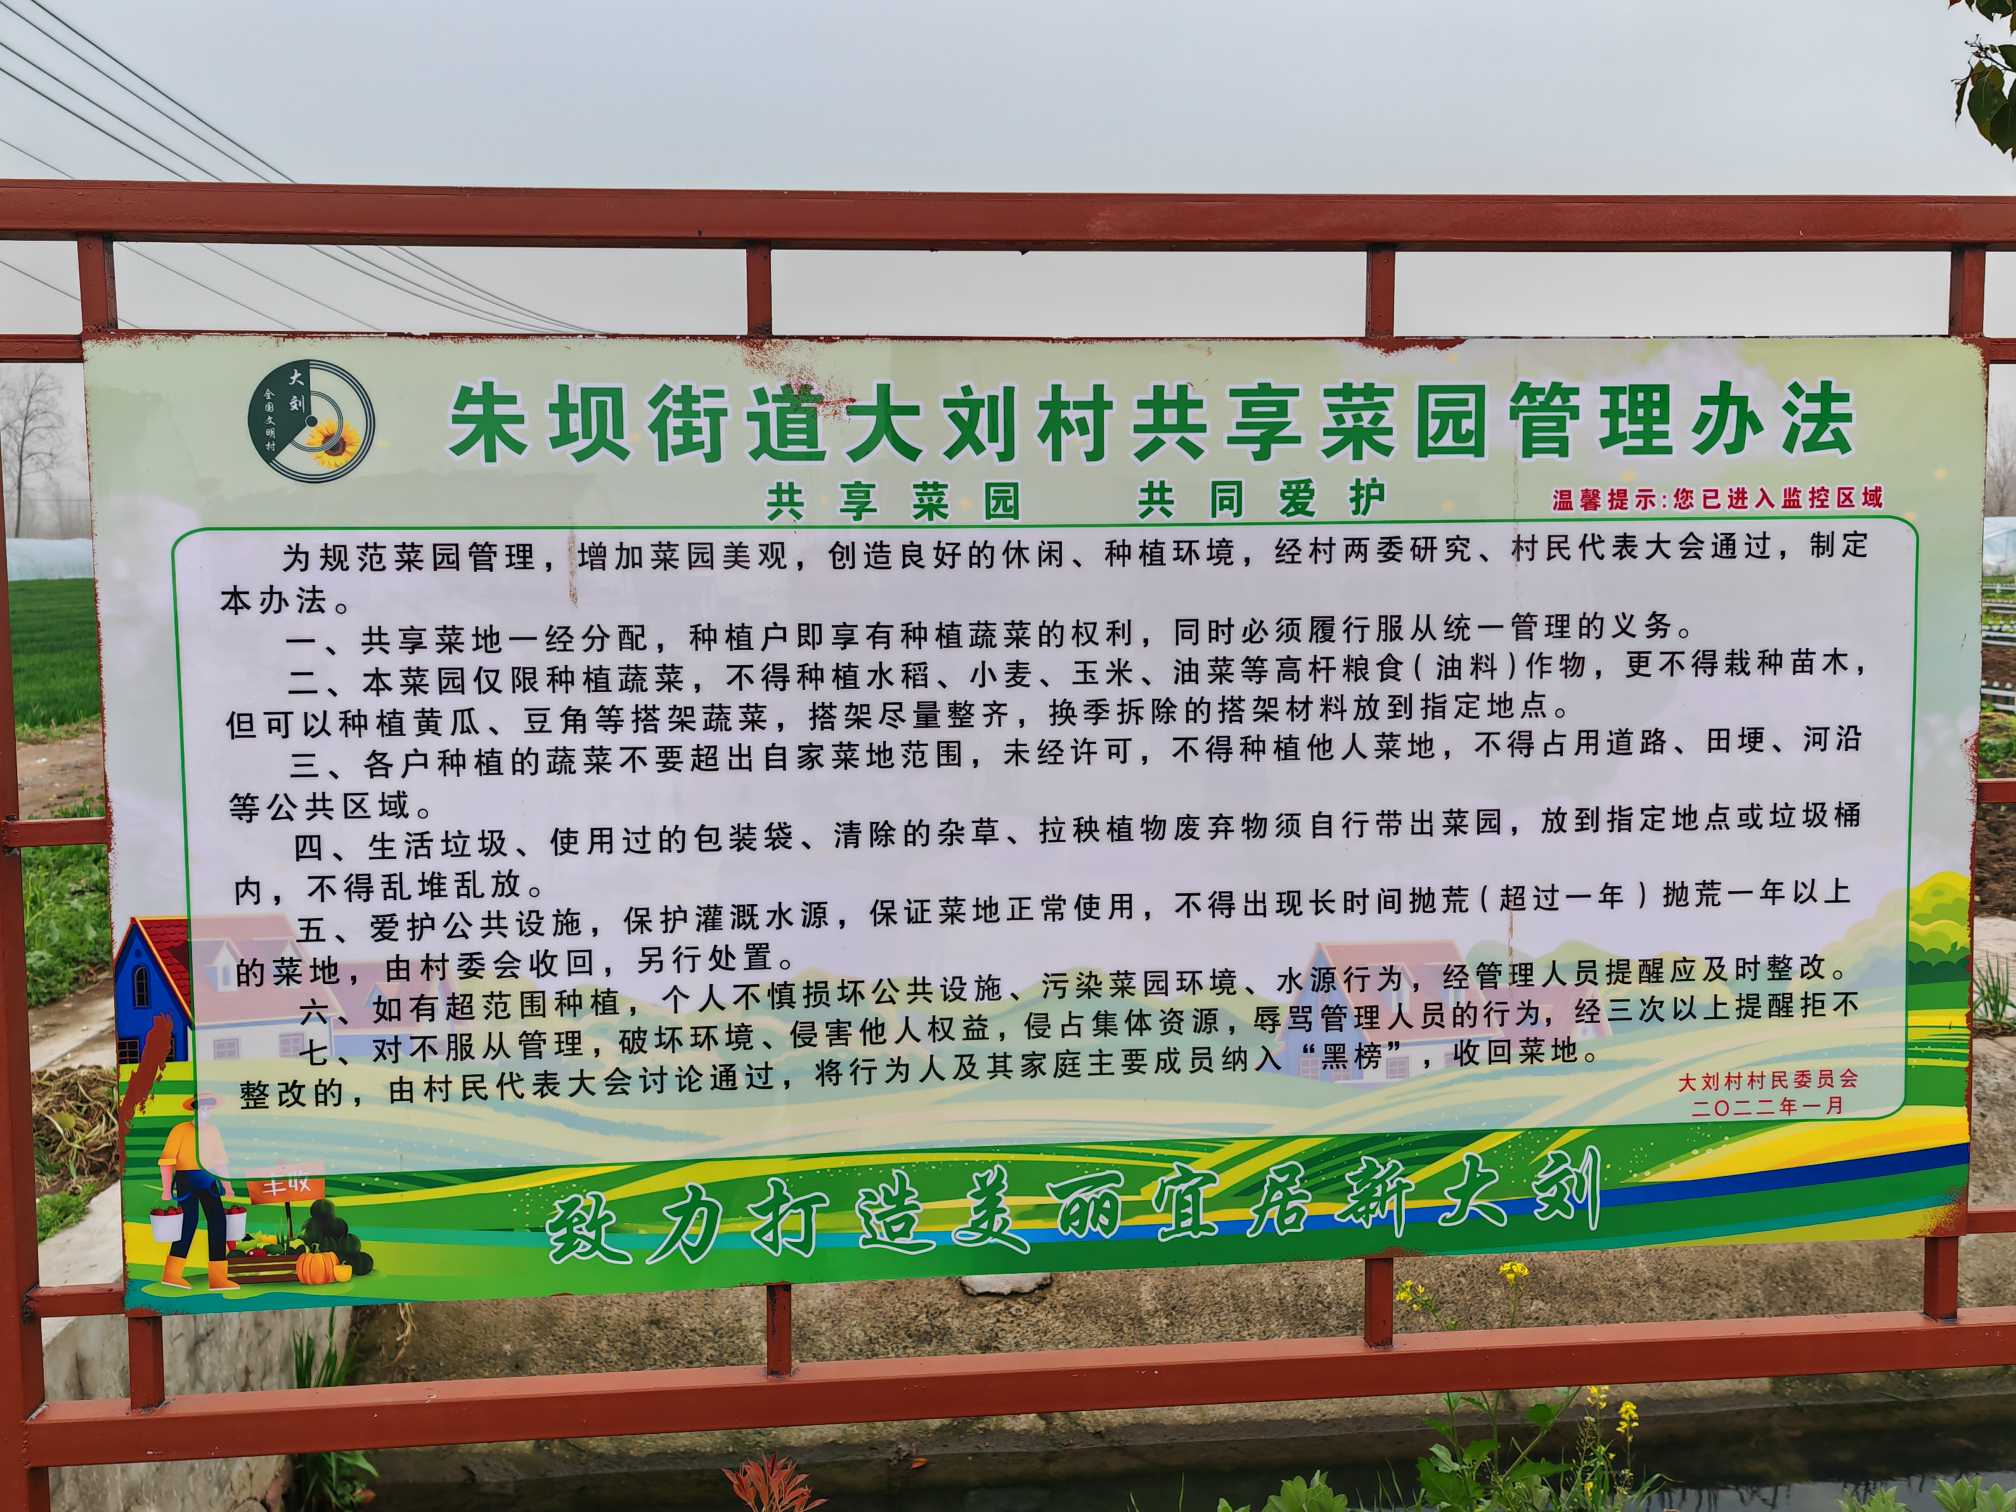 大刘
全国文明村
朱坝街道大刘村共享菜园管理办法
共享菜园 共同爱护
温馨提示:您已进入监控区域
为规范菜园管理，增加菜园美观，创造良好的休闲、种植环境，经村两委研究、村民代表大会通过，制定
本办法。
一、共享菜地一经分配，种植户即享有种植蔬菜的权利，同时必须履行服从统一管理的义务。
二、本菜园仅限种植蔬菜，不得种植水稻、小麦、玉米、油菜等高杆粮食(油料)作物，更不得栽种苗木，
但可以种植黄瓜、豆角等搭架蔬菜，搭架尽量整齐，换季拆除的搭架材料放到指定地点。
三、各户种植的蔬菜不要超出自家菜地范围，未经许可，不得种植他人菜地，不得占用道路、田埂、河沿
等公共区域。
四、生活垃圾、使用过的包装袋、清除的杂草、拉秧植物废弃物须自行带出菜园，放到指定地点或垃圾桶
内，不得乱堆乱放。
五、爱护公共设施，保护灌溉水源，保证菜地正常使用，不得出现长时间抛荒(超过一年)抛荒一年以上
的菜地，由村委会收回，另行处置。
六、如有超范围种植，个人不慎损坏公共设施、污染菜园环境、水源行为，经管理人员提醒应及时整改。
七、对不服从管理，破坏环境、侵害他人权益，侵占集体资源，辱骂管理人员的行为，经三次以上提醒拒不
整改的，由村民代表大会讨论通过，将行为人及其家庭主要成员纳入“黑榜”，收回菜地。
大刘村村民委员会
二〇二二年一月
丰收
致力打造美丽宜居新大刘